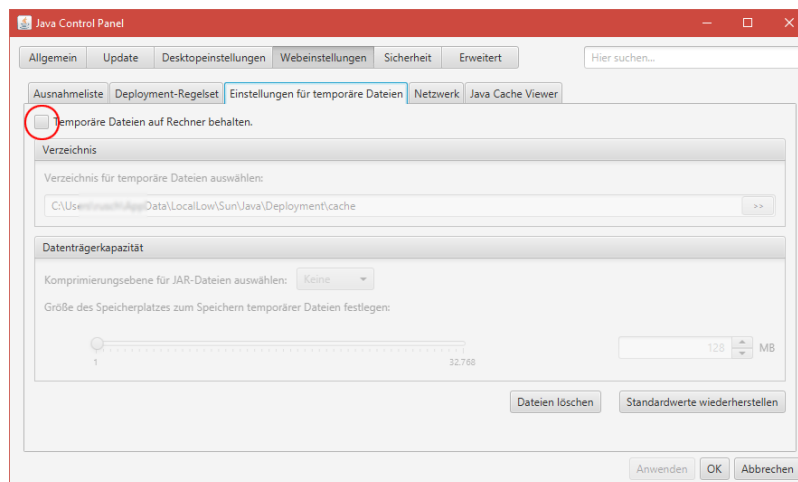 Java Control Panel
Allgemein Update Desktopeinstellungen Webeinstellungen Sicherheit Erweitert Hier suchen...
Ausnahmeliste Deployment-Regelset Einstellungen für temporäre Dateien Netzwerk Java Cache Viewer
Temporäre Dateien auf Rechner behalten.
Verzeichnis
Verzeichnis für temporäre Dateien auswählen:
C:\Use Data\LocalLow\Sun\Java\Deployment\cache >>
Datenträgerkapazität
Komprimierungsebene für JAR-Dateien auswählen: Keine
Größe des Speicherplatzes zum Speichern temporärer Dateien festlegen:
128 MB
1 32.768
Dateien löschen Standardwerte wiederherstellen
Anwenden OK Abbrechen